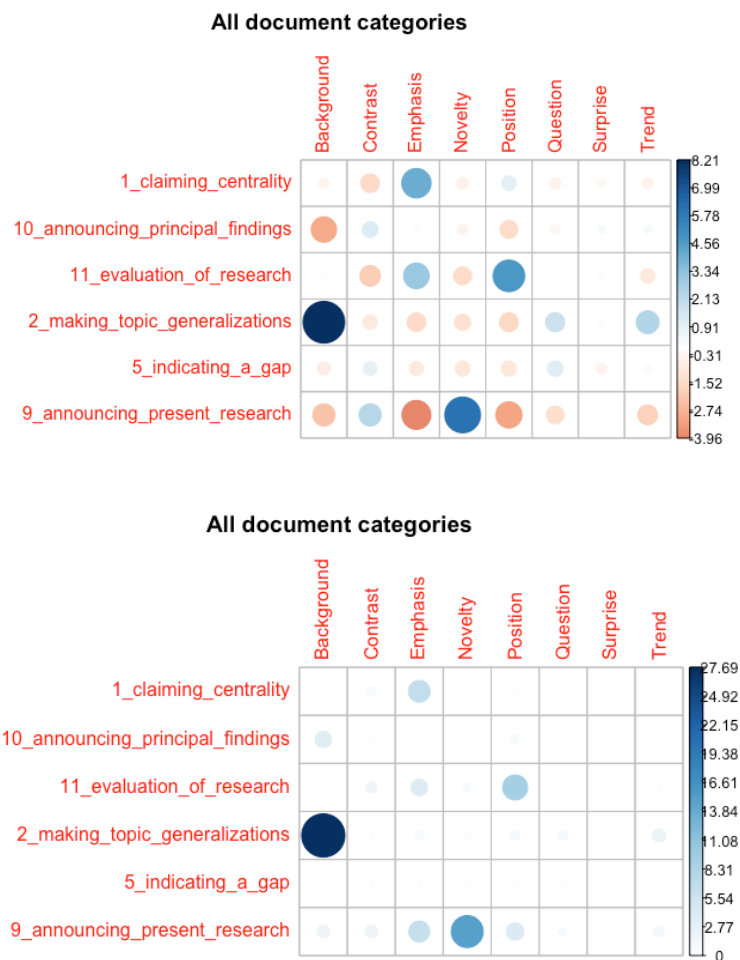 All document categories
Background Contrast Emphasis Novelty Position Question Surprise Trend
1_claiming_centrality
10_announcing_principal_findings
11_evaluation_of_research
2_making_topic_generalizations
5_indicating_a_gap
9_announcing_present_research
8.21
6.99
5.78
4.56
3.34
2.13
0.91
-0.31
-1.52
-2.74
-3.96
All document categories
Background Contrast Emphasis Novelty Position Question Surprise Trend
1_claiming_centrality
10_announcing_principal_findings
11_evaluation_of_research
2_making_topic_generalizations
5_indicating_a_gap
9_announcing_present_research
27.69
24.92
22.15
19.38
16.61
13.84
11.08
8.31
5.54
2.77
0